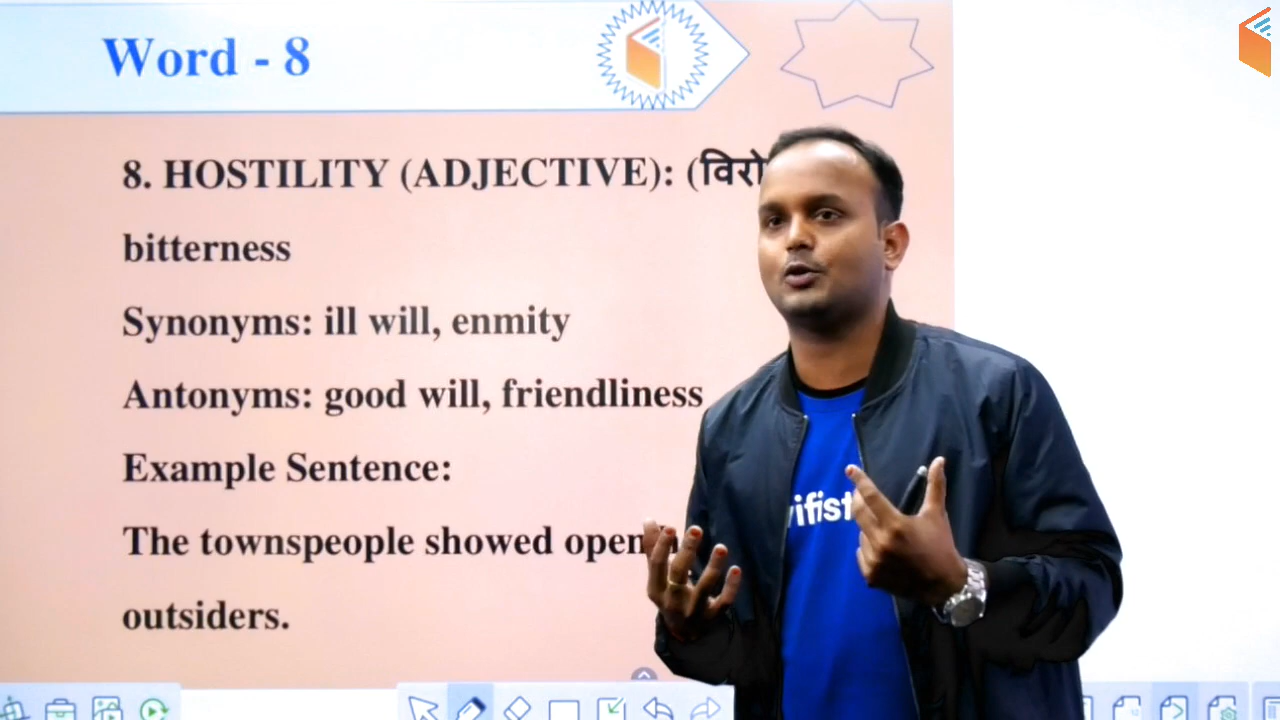 Word - 8
8. HOSTILITY (ADJECTIVE): (
bitterness
Synonyms: ill will, enmity
Antonyms: good will, friendliness
Example Sentence:
The townspeople showed open
outsiders.